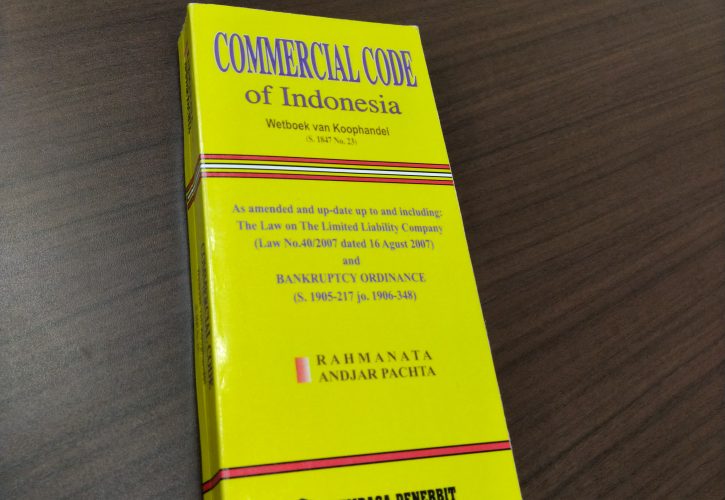 COMMERCIAL CODE
of Indonesia
Wetboek van Koophandel
(S. 1847 No. 23)
As amended and up-date up to and including:
The Law on The Limited Liability Company
(Law No.40/2007 dated 16 Agust 2007)
and
BANKRUPTCY ORDINANCE
(S. 1905-217 jo. 1906-348)
RAHMANATA
ANDJAR PACHTA
PENERBIT
COMMERCIAL CODE